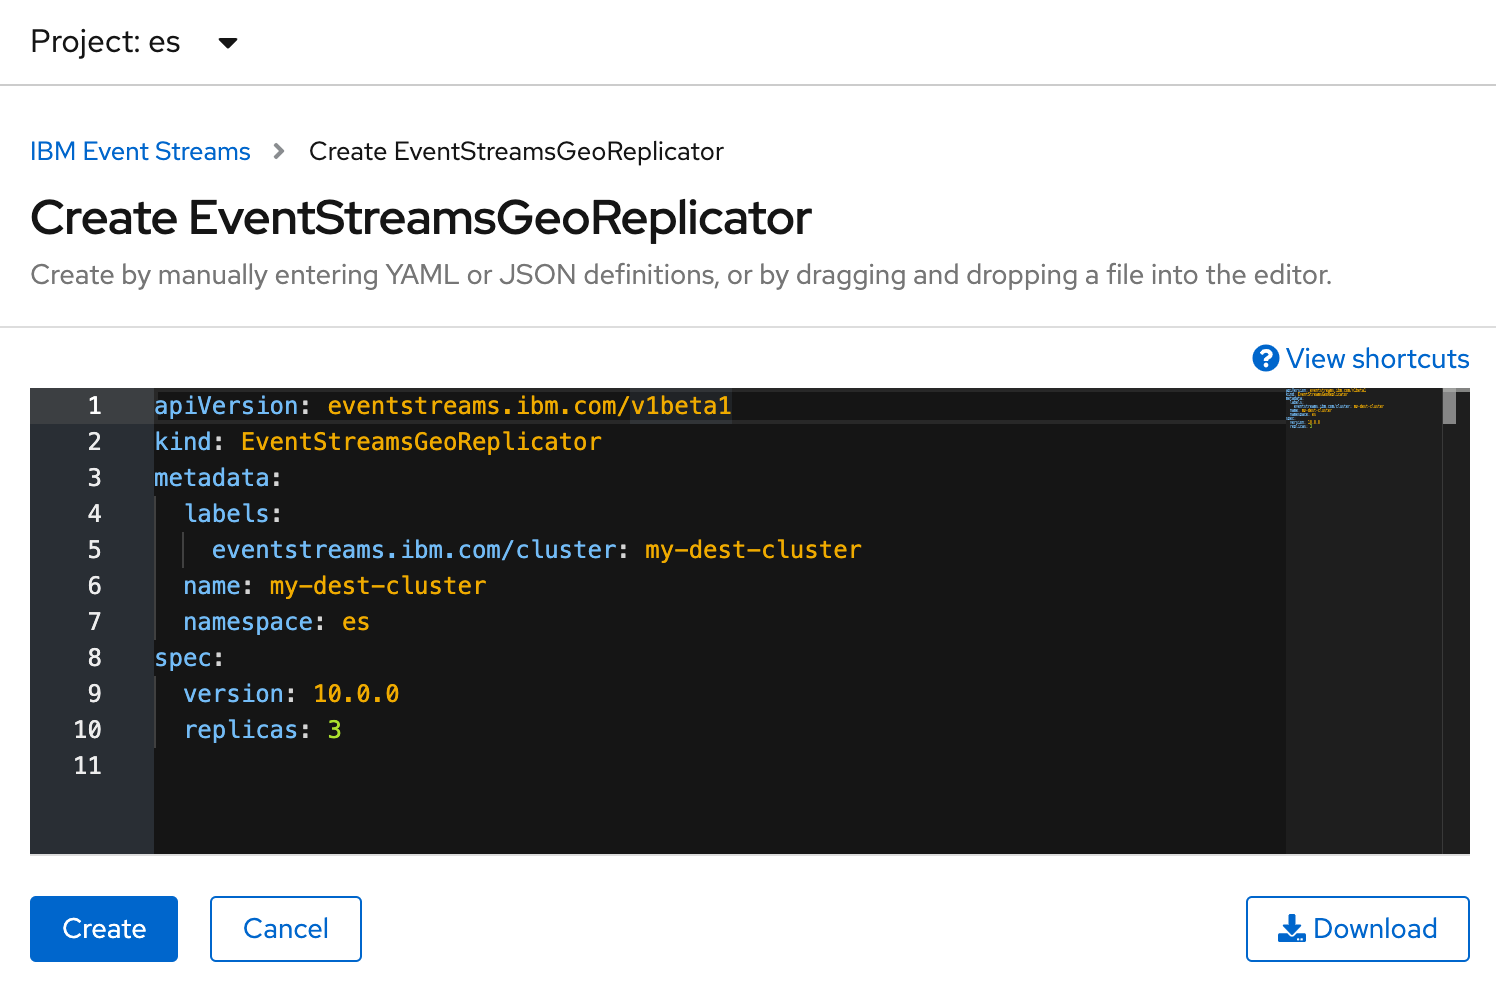 Project: es
IBM Event Streams > Create EventStreamsGeoReplicator
Create EventStreamsGeoReplicator
Create by manually entering YAML or JSON definitions, or by dragging and dropping a file into the editor.
View shortcuts
1 apiVersion: eventstreams.ibm.com/v1beta1
2 kind: EventStreamsGeoReplicator
3 metadata:
4   labels:
5     eventstreams.ibm.com/cluster: my-dest-cluster
6   name: my-dest-cluster
7   namespace: es
8 spec:
9   version: 10.0.0
10   replicas: 3
11
Create Cancel Download